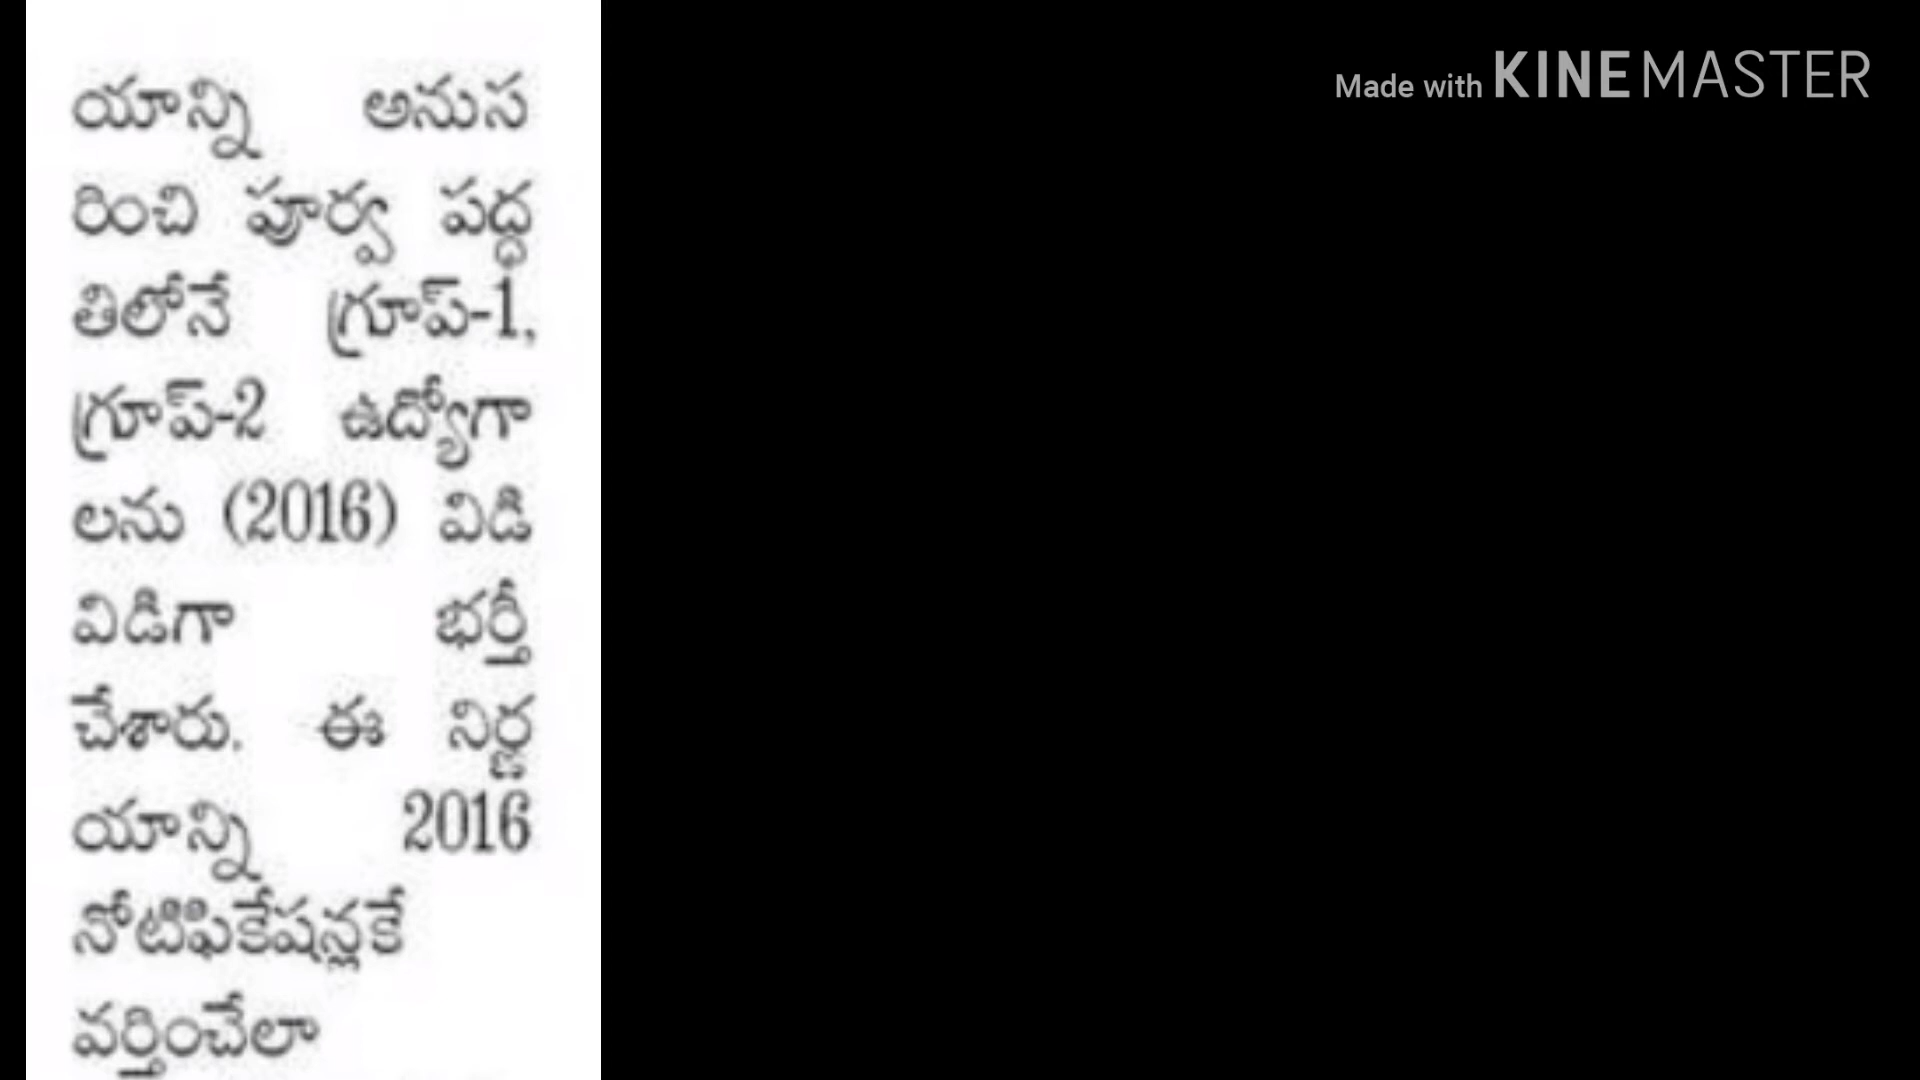 యాన్ని అనుస
రించి పూర్వ పద్ధ
తిలోనే గ్రూప్-1,
గ్రూప్-2 ఉద్యోగా
లను (2016) విడి
విడిగా భర్తీ
చేశారు. ఈ నిర్ణ
యాన్ని 2016
నోటిఫికేషన్లకే
వర్తించేలా
Made with KINEMASTER